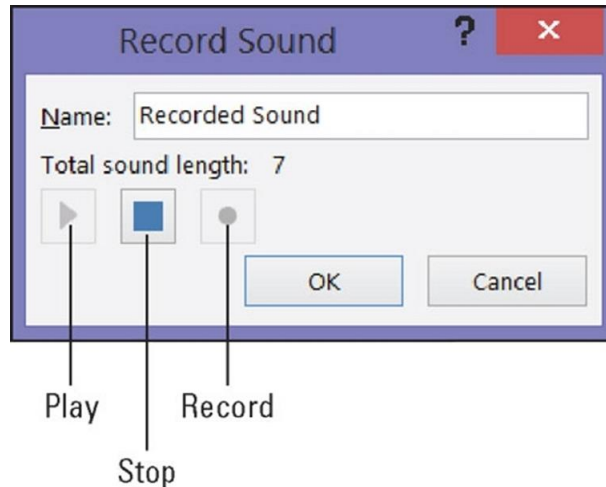 Record Sound ? ×
Name: Recorded Sound
Total sound length: 7
OK Cancel
Play Record
Stop